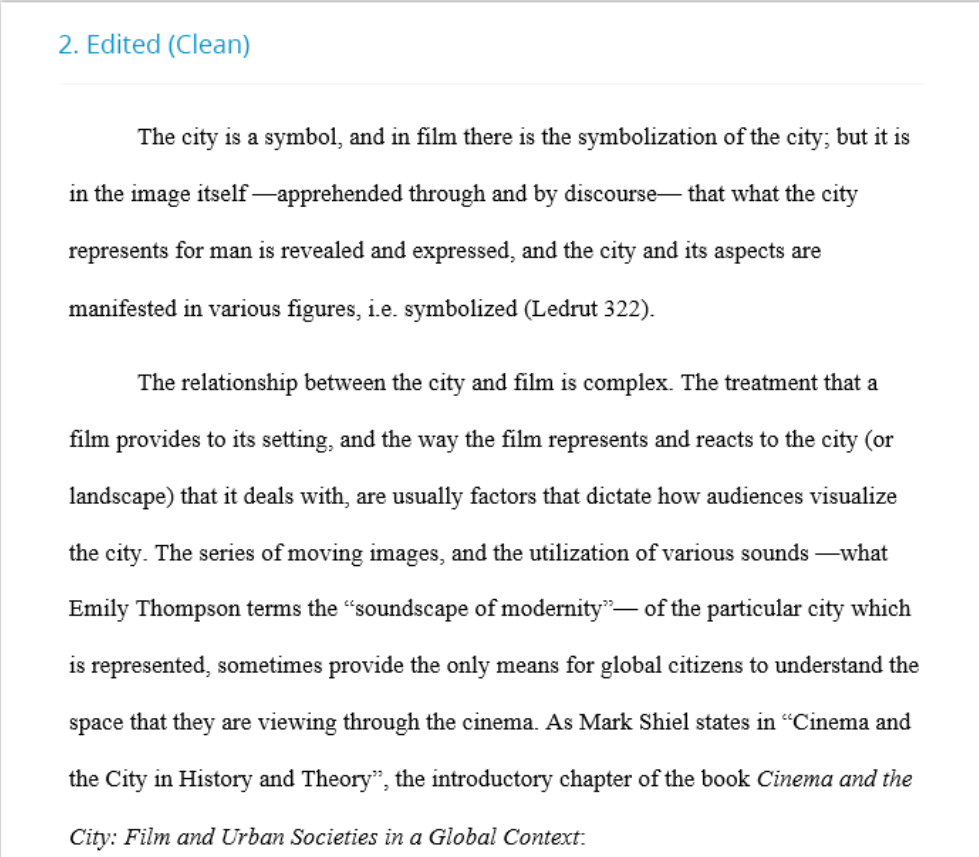 2. Edited (Clean)
The city is a symbol, and in film there is the symbolization of the city; but it is
in the image itself —apprehended through and by discourse— that what the city
represents for man is revealed and expressed, and the city and its aspects are
manifested in various figures, i.e. symbolized (Ledrut 322).
The relationship between the city and film is complex. The treatment that a
film provides to its setting, and the way the film represents and reacts to the city (or
landscape) that it deals with, are usually factors that dictate how audiences visualize
the city. The series of moving images, and the utilization of various sounds —what
Emily Thompson terms the “soundscape of modernity”— of the particular city which
is represented, sometimes provide the only means for global citizens to understand the
space that they are viewing through the cinema. As Mark Shiel states in “Cinema and
the City in History and Theory”, the introductory chapter of the book Cinema and the
City: Film and Urban Societies in a Global Context: